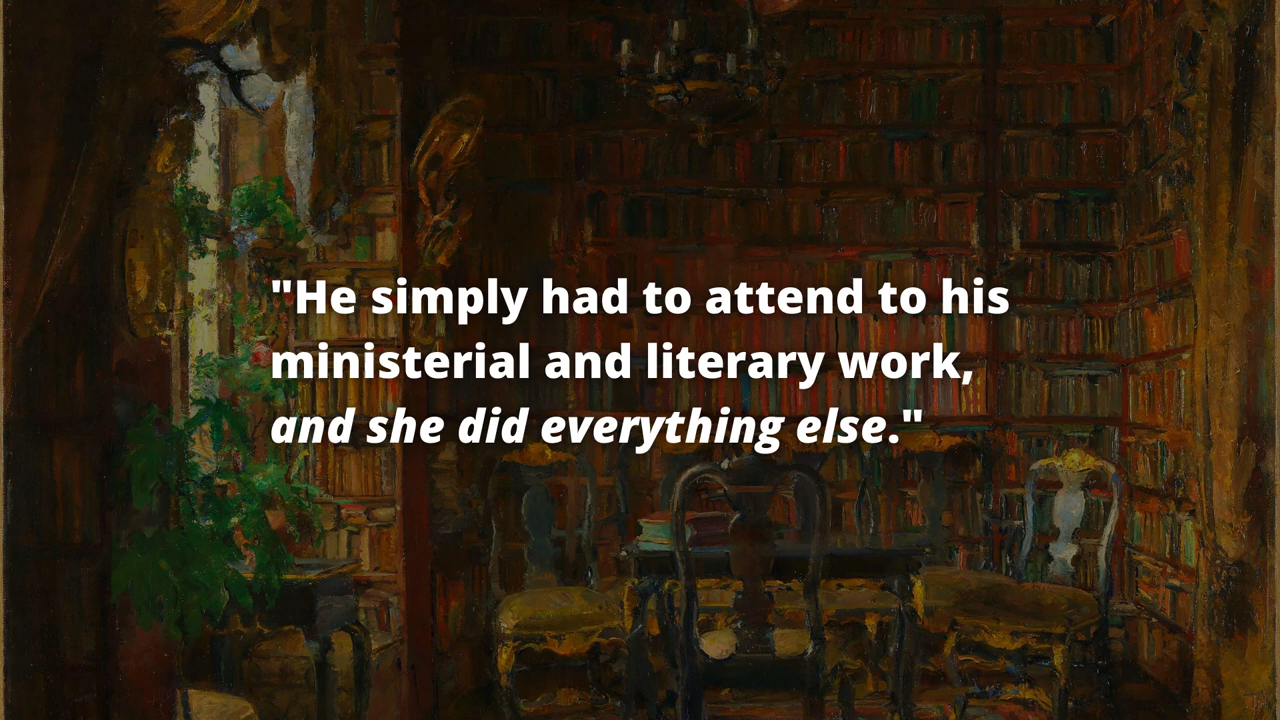 "He simply had to attend to his
ministerial and literary work,
and she did everything else."